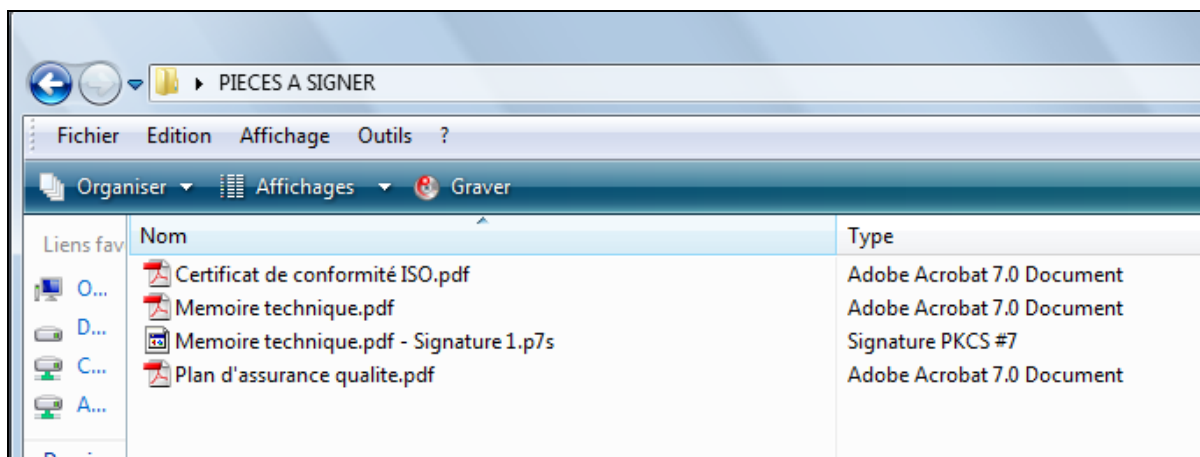 PIECES A SIGNER
Fichier Edition Affichage Outils ?
Organiser Affichages Graver
Liens fav Nom Type
Certificat de conformité ISO.pdf Adobe Acrobat 7.0 Document
O...
Memoire technique.pdf Adobe Acrobat 7.0 Document
D...
Memoire technique.pdf - Signature 1.p7s Signature PKCS #7
C...
Plan d'assurance qualite.pdf Adobe Acrobat 7.0 Document
A...